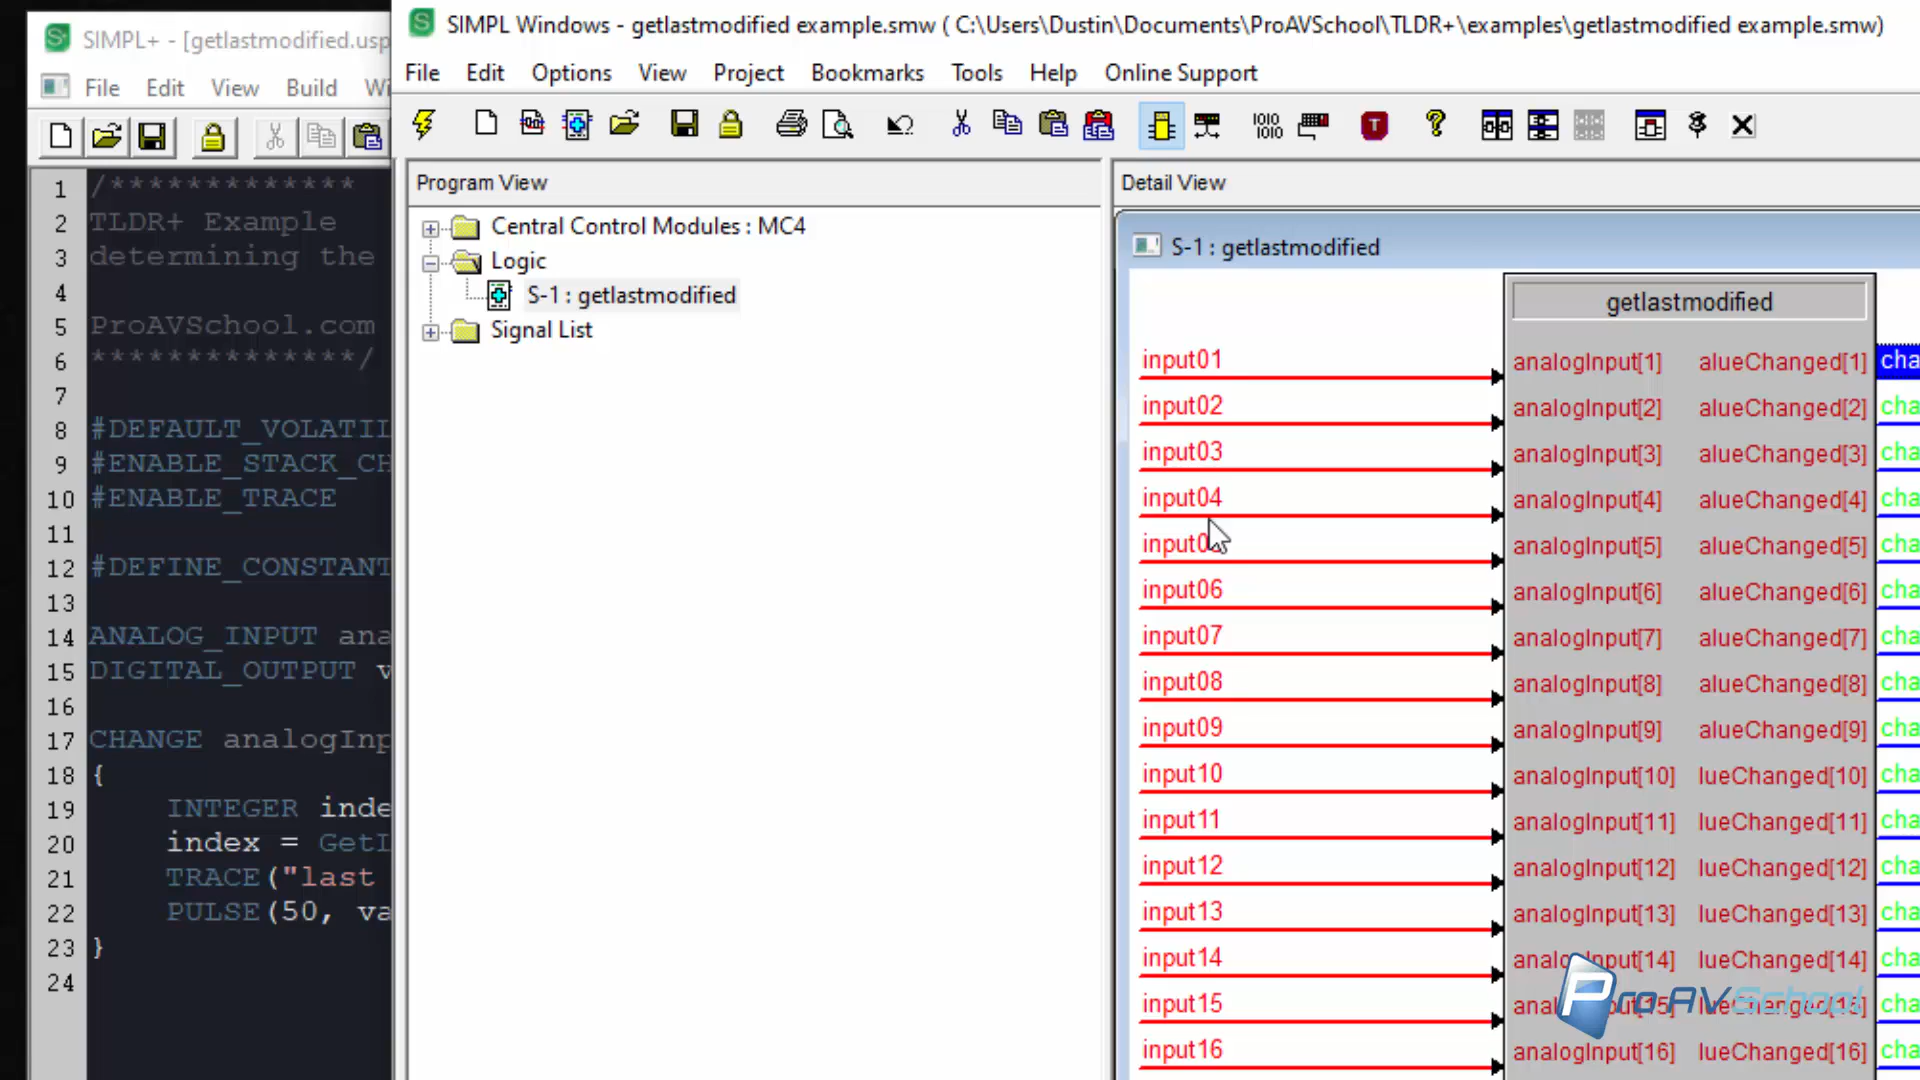 SIMPL+ - [getlastmodified.usp
File Edit View Build Wi
1 /*************
2 TLDR+ Example
3 determining the
4
5 ProAVSchool.com
6 **************/
7
8 #DEFAULT_VOLATIL
9 #ENABLE_STACK_CH
10 #ENABLE_TRACE
11
12 #DEFINE_CONSTANT
13
14 ANALOG_INPUT ana
15 DIGITAL_OUTPUT v
16
17 CHANGE analogInp
18 {
19 INTEGER inde
20 index = GetL
21 TRACE("last
22 PULSE(50, va
23 }
24
SIMPL Windows - getlastmodified example.smw ( C:\Users\Dustin\Documents\ProAVSchool\TLDR+\examples\getlastmodified example.smw)
File Edit Options View Project Bookmarks Tools Help Online Support
Program View
Central Control Modules : MC4
Logic
S-1 : getlastmodified
Signal List
Detail View
S-1 : getlastmodified
getlastmodified
input01 analogInput[1] alueChanged[1] cha
input02 analogInput[2] alueChanged[2] cha
input03 analogInput[3] alueChanged[3] cha
input04 analogInput[4] alueChanged[4] cha
input0 analogInput[5] alueChanged[5] cha
input06 analogInput[6] alueChanged[6] cha
input07 analogInput[7] alueChanged[7] cha
input08 analogInput[8] alueChanged[8] cha
input09 analogInput[9] alueChanged[9] cha
input10 analogInput[10] lueChanged[10] cha
input11 analogInput[11] lueChanged[11] cha
input12 analogInput[12] lueChanged[12] cha
input13 analogInput[13] lueChanged[13] cha
input14 analogInput[14] lueChanged[14] cha
input15 lueChanged[15] cha
input16 analogInput[16] lueChanged[16] cha
ProAVSchool